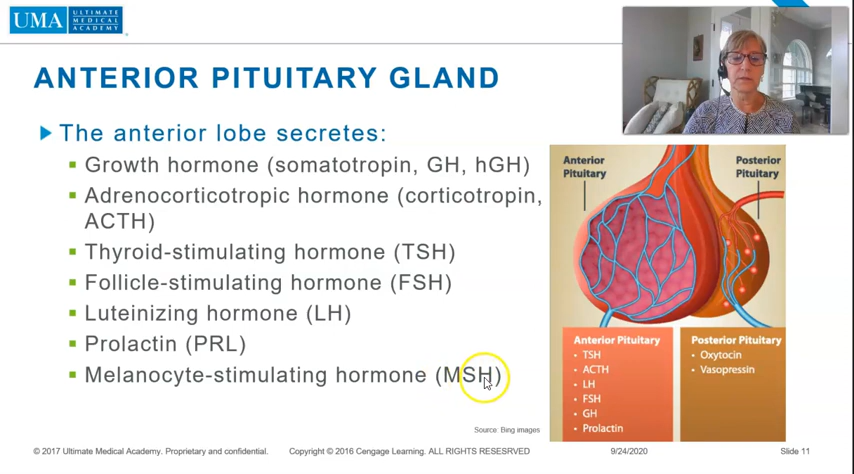 UMA
ULTIMATE
MEDICAL
ACADEMY
ANTERIOR PITUITARY GLAND
The anterior lobe secretes:
Growth hormone (somatotropin, GH, hGH)
Adrenocorticotropic hormone (corticotropin,
ACTH)
Thyroid-stimulating hormone (TSH)
Follicle-stimulating hormone (FSH)
Luteinizing hormone (LH)
Prolactin (PRL)
Melanocyte-stimulating hormone (MSH)
Anterior
Pituitary
Posterior
Pituitary
Anterior Pituitary
• TSH
• ACTH
• LH
• FSH
• GH
• Prolactin
Posterior Pituitary
• Oxytocin
• Vasopressin
Source: Bing images
© 2017 Ultimate Medical Academy. Proprietary and confidential.
Copyright © 2016 Cengage Learning. ALL RIGHTS RESESRVED
9/24/2020
Slide 11